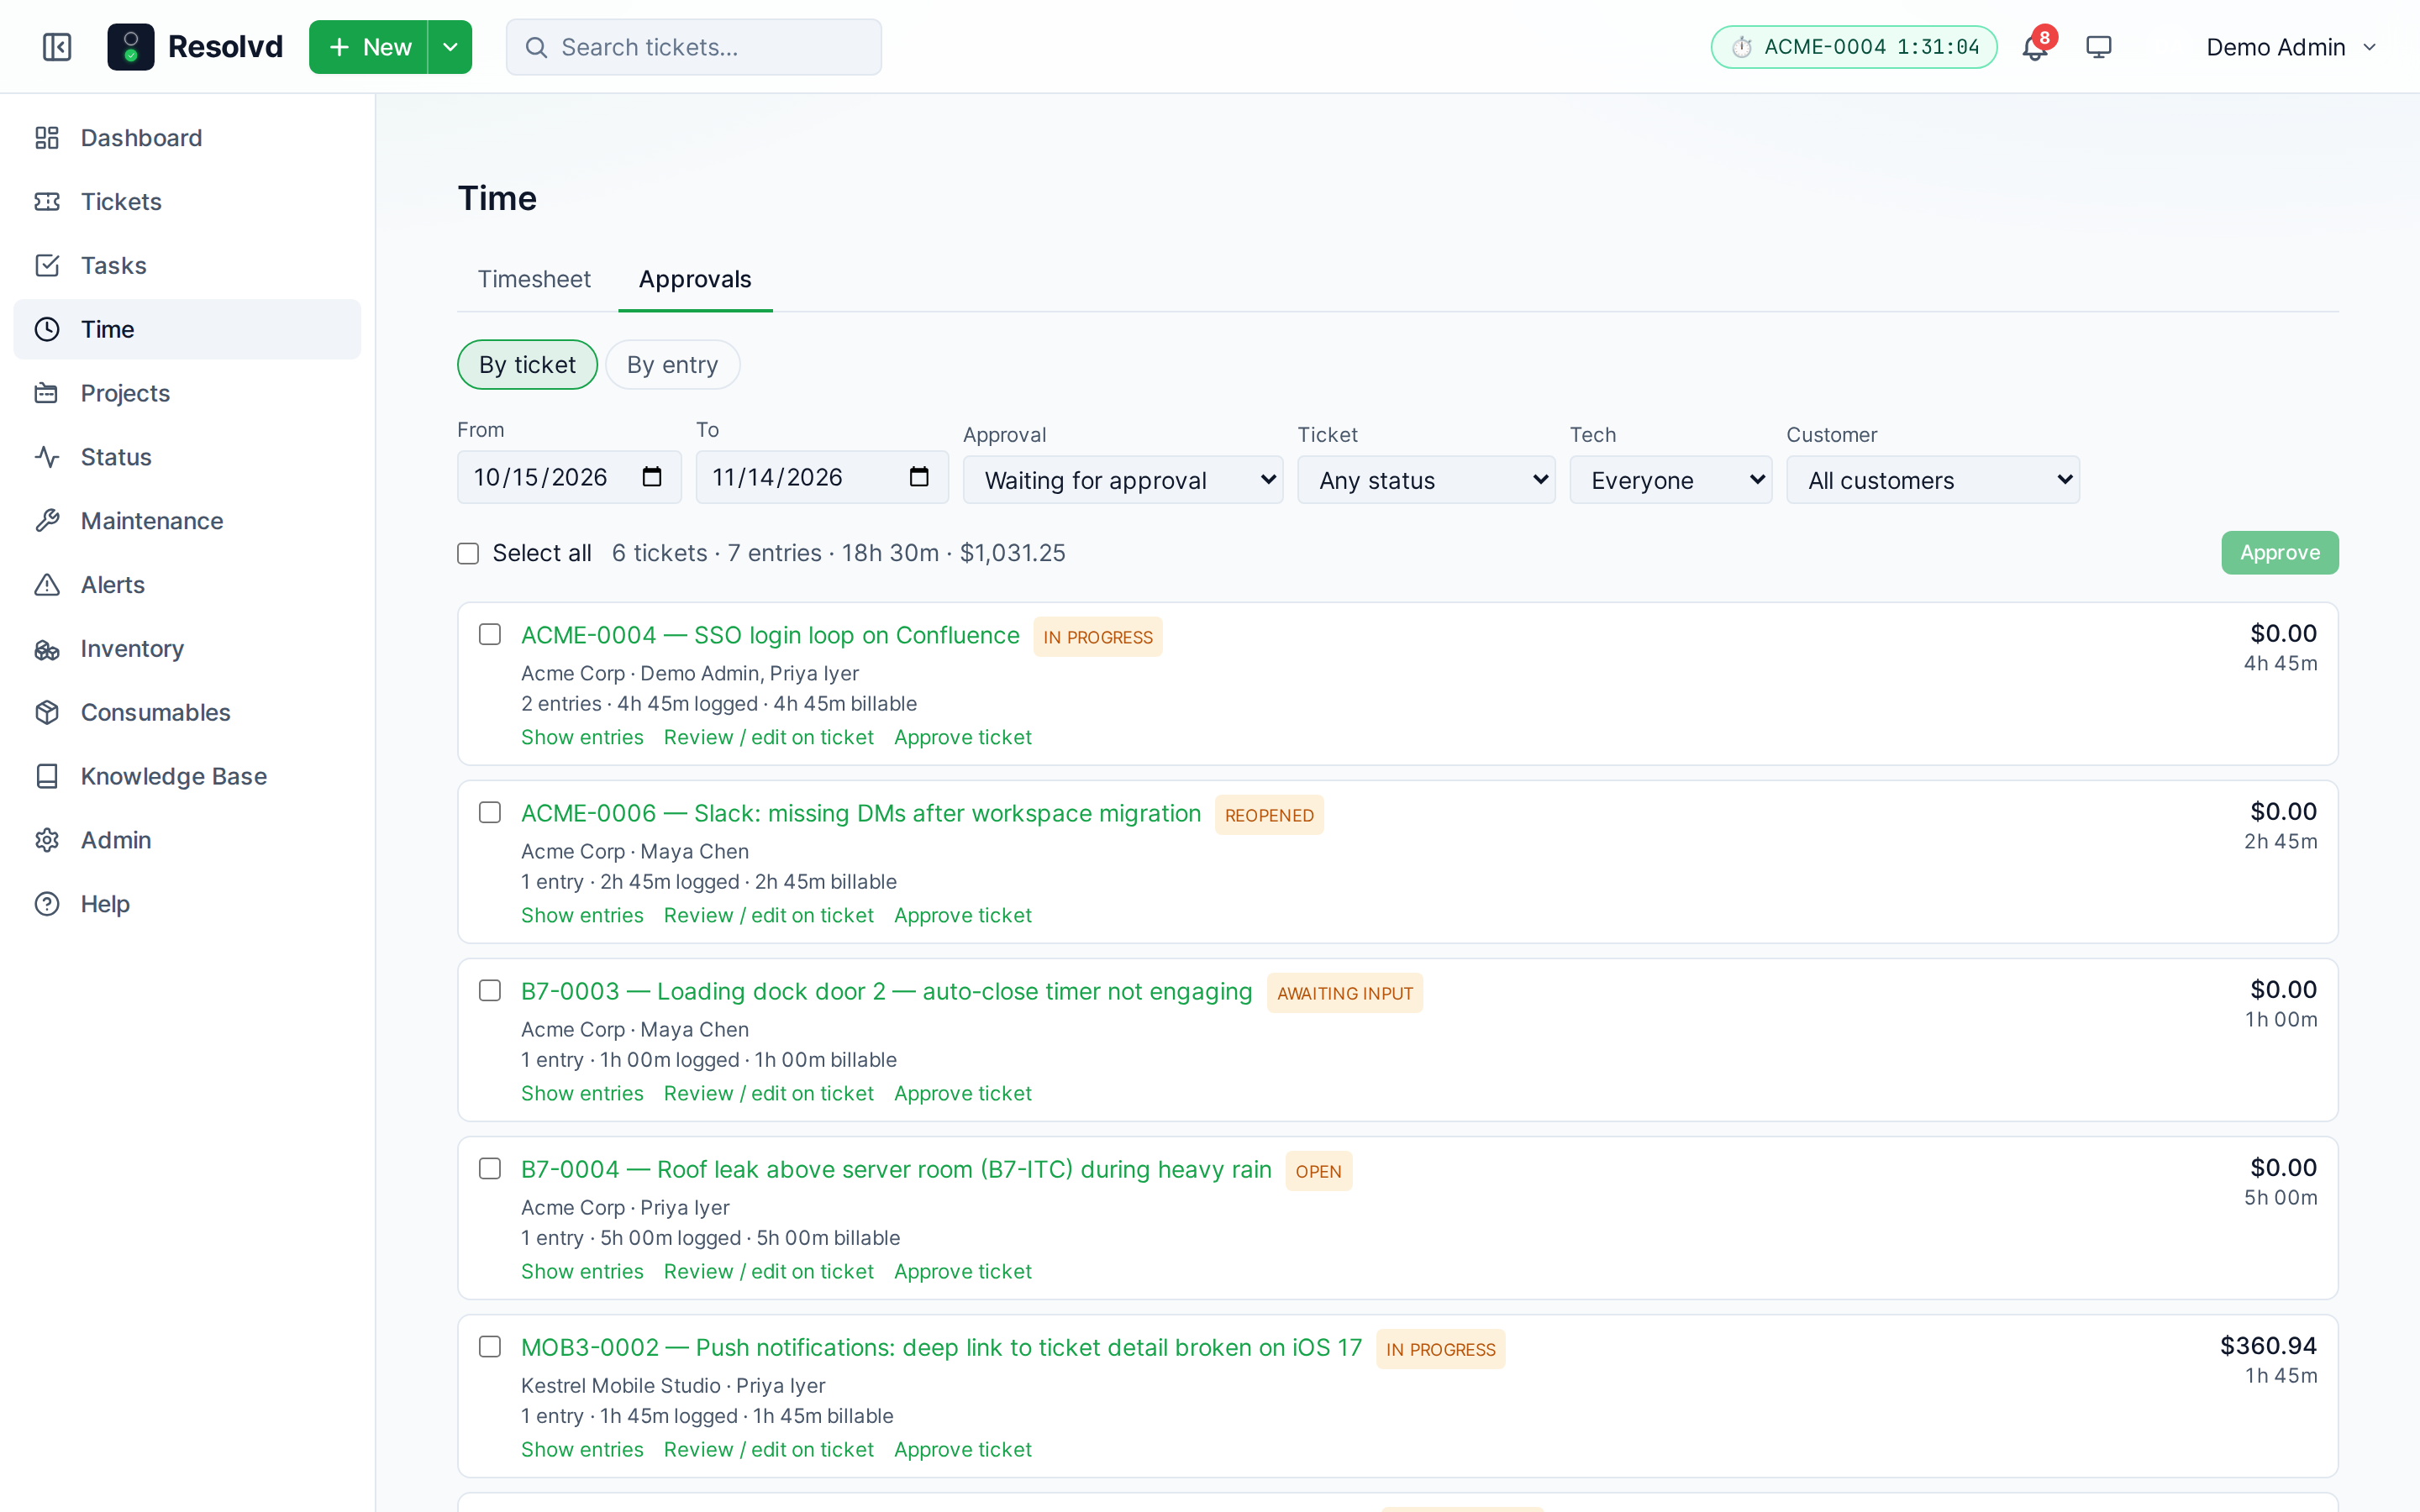 Resolvd
New
Search tickets...
ACME-0004 1:31:04
8
Demo Admin
Dashboard
Tickets
Tasks
Time
Projects
Status
Maintenance
Alerts
Inventory
Consumables
Knowledge Base
Admin
Help
Time
Timesheet Approvals
By ticket By entry
From To Approval Ticket Tech Customer
10/15/2026 11/14/2026 Waiting for approval Any status Everyone All customers
Select all 6 tickets · 7 entries · 18h 30m · $1,031.25 Approve
ACME-0004 — SSO login loop on Confluence IN PROGRESS $0.00
Acme Corp · Demo Admin, Priya Iyer 4h 45m
2 entries · 4h 45m logged · 4h 45m billable
Show entries Review / edit on ticket Approve ticket
ACME-0006 — Slack: missing DMs after workspace migration REOPENED $0.00
Acme Corp · Maya Chen 2h 45m
1 entry · 2h 45m logged · 2h 45m billable
Show entries Review / edit on ticket Approve ticket
B7-0003 — Loading dock door 2 — auto-close timer not engaging AWAITING INPUT $0.00
Acme Corp · Maya Chen 1h 00m
1 entry · 1h 00m logged · 1h 00m billable
Show entries Review / edit on ticket Approve ticket
B7-0004 — Roof leak above server room (B7-ITC) during heavy rain OPEN $0.00
Acme Corp · Priya Iyer 5h 00m
1 entry · 5h 00m logged · 5h 00m billable
Show entries Review / edit on ticket Approve ticket
MOB3-0002 — Push notifications: deep link to ticket detail broken on iOS 17 IN PROGRESS $360.94
Kestrel Mobile Studio · Priya Iyer 1h 45m
1 entry · 1h 45m logged · 1h 45m billable
Show entries Review / edit on ticket Approve ticket